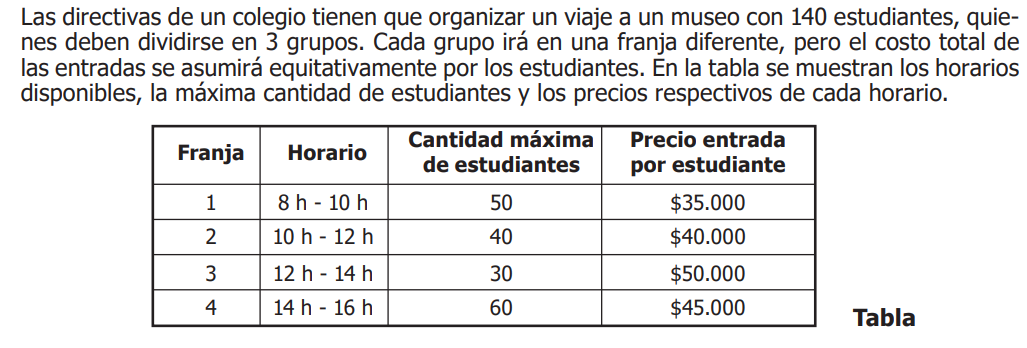 Las directivas de un colegio tienen que organizar un viaje a un museo con 140 estudiantes, quie-
nes deben dividirse en 3 grupos. Cada grupo irá en una franja diferente, pero el costo total de
las entradas se asumirá equitativamente por los estudiantes. En la tabla se muestran los horarios
disponibles, la máxima cantidad de estudiantes y los precios respectivos de cada horario.
Franja Horario Cantidad máxima de estudiantes Precio entrada por estudiante
1 8 h - 10 h 50 $35.000
2 10 h - 12 h 40 $40.000
3 12 h - 14 h 30 $50.000
4 14 h - 16 h 60 $45.000
Tabla